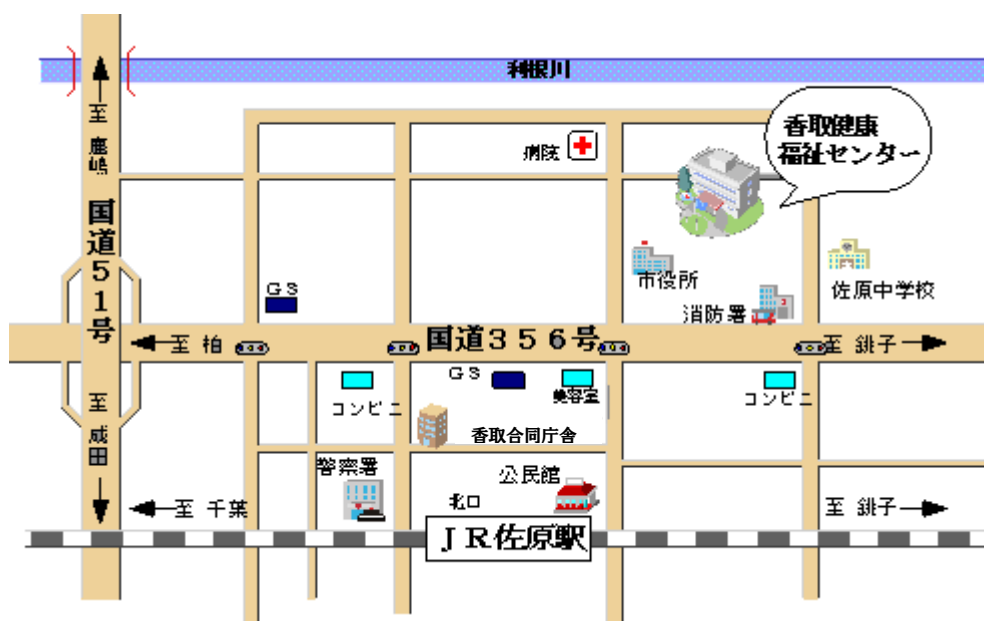 利根川
至 鹿嶋
香取健康
福祉センター
病院
国道51号
市役所
佐原中学校
GS
消防署
至 柏
国道356号
至 銚子
GS
美容室
コンビニ
コンビニ
至 成田
香取合同庁舎
警察署
公民館
北口
至 千葉
至 銚子
JR佐原駅